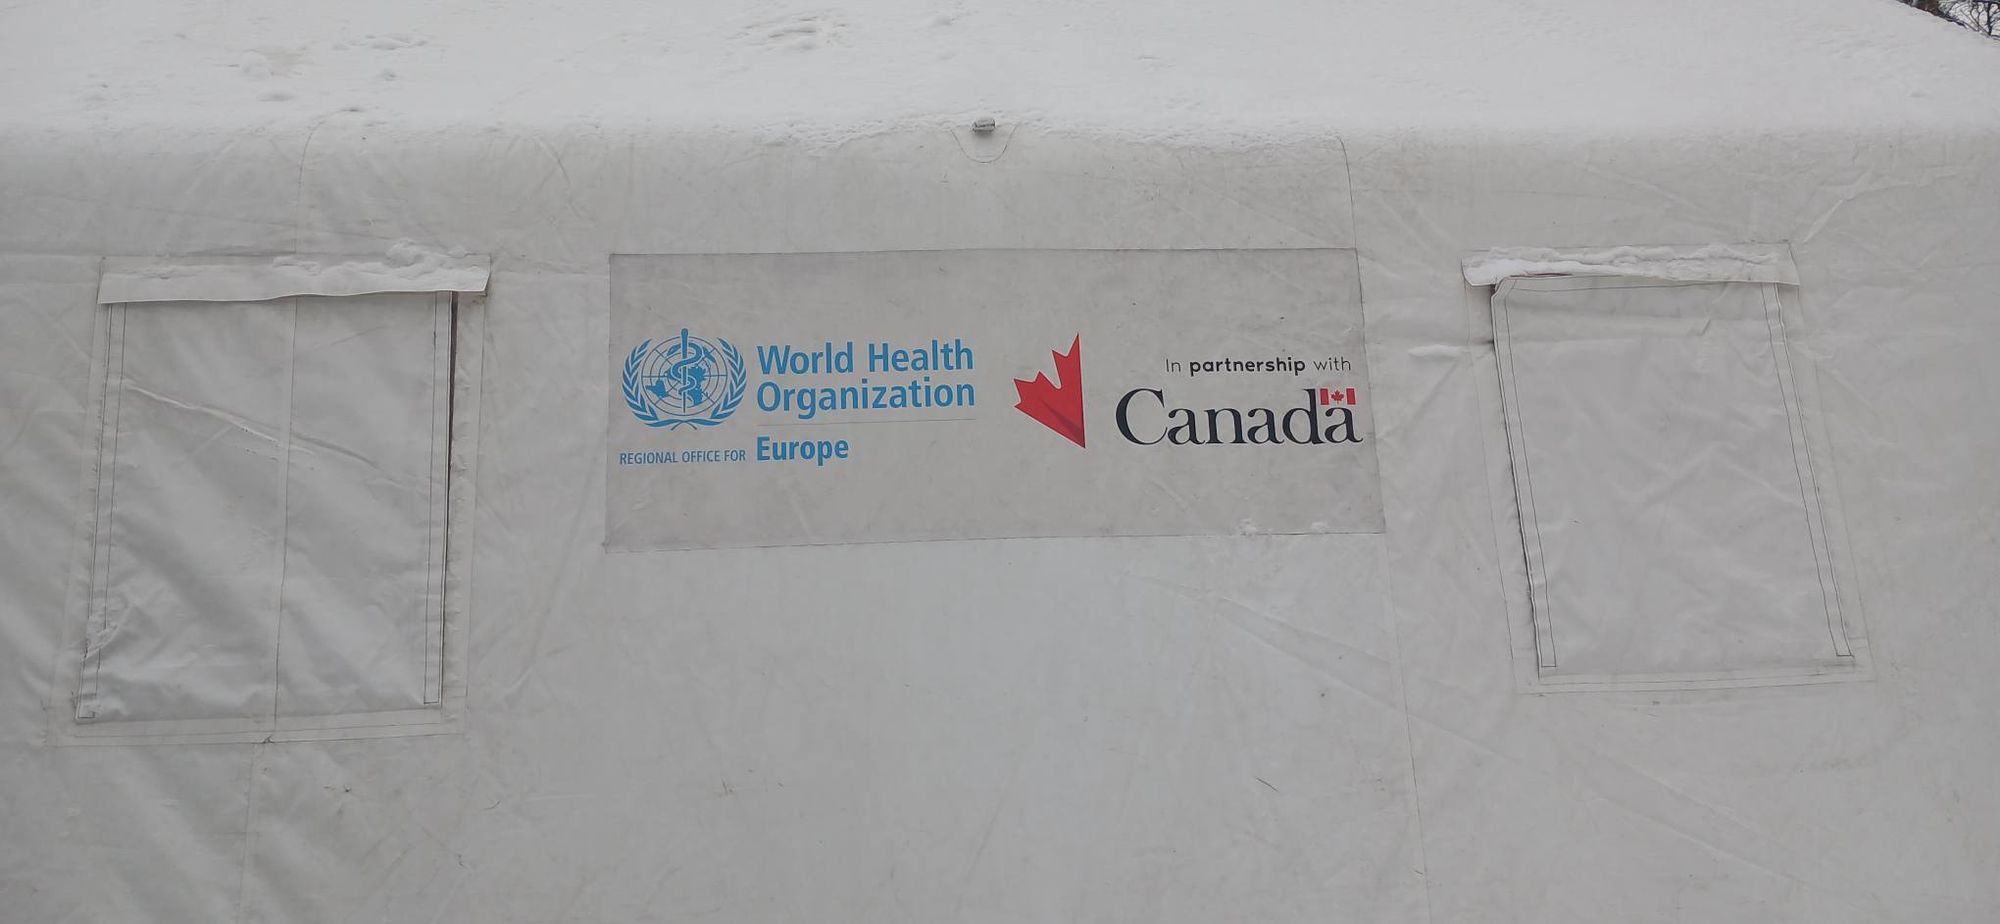 World Health
Organization
REGIONAL OFFICE FOR Europe
In partnership with
Canada